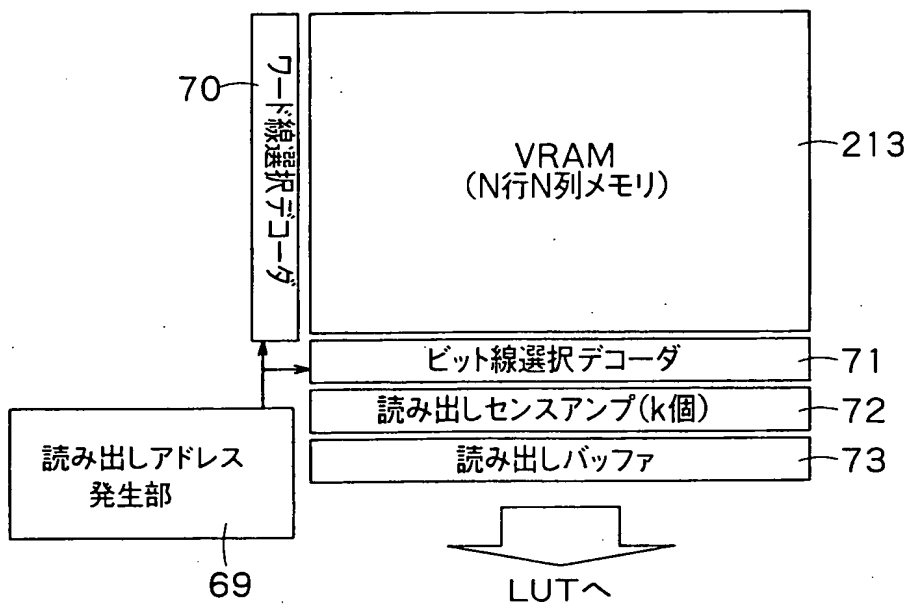 70
ワード線選択デコーダ
VRAM
(N行N列メモリ)
213
ビット線選択デコーダ
71
読み出しセンスアンプ(k個)
72
読み出しバッファ
73
読み出しアドレス
発生部
69
LUTへ